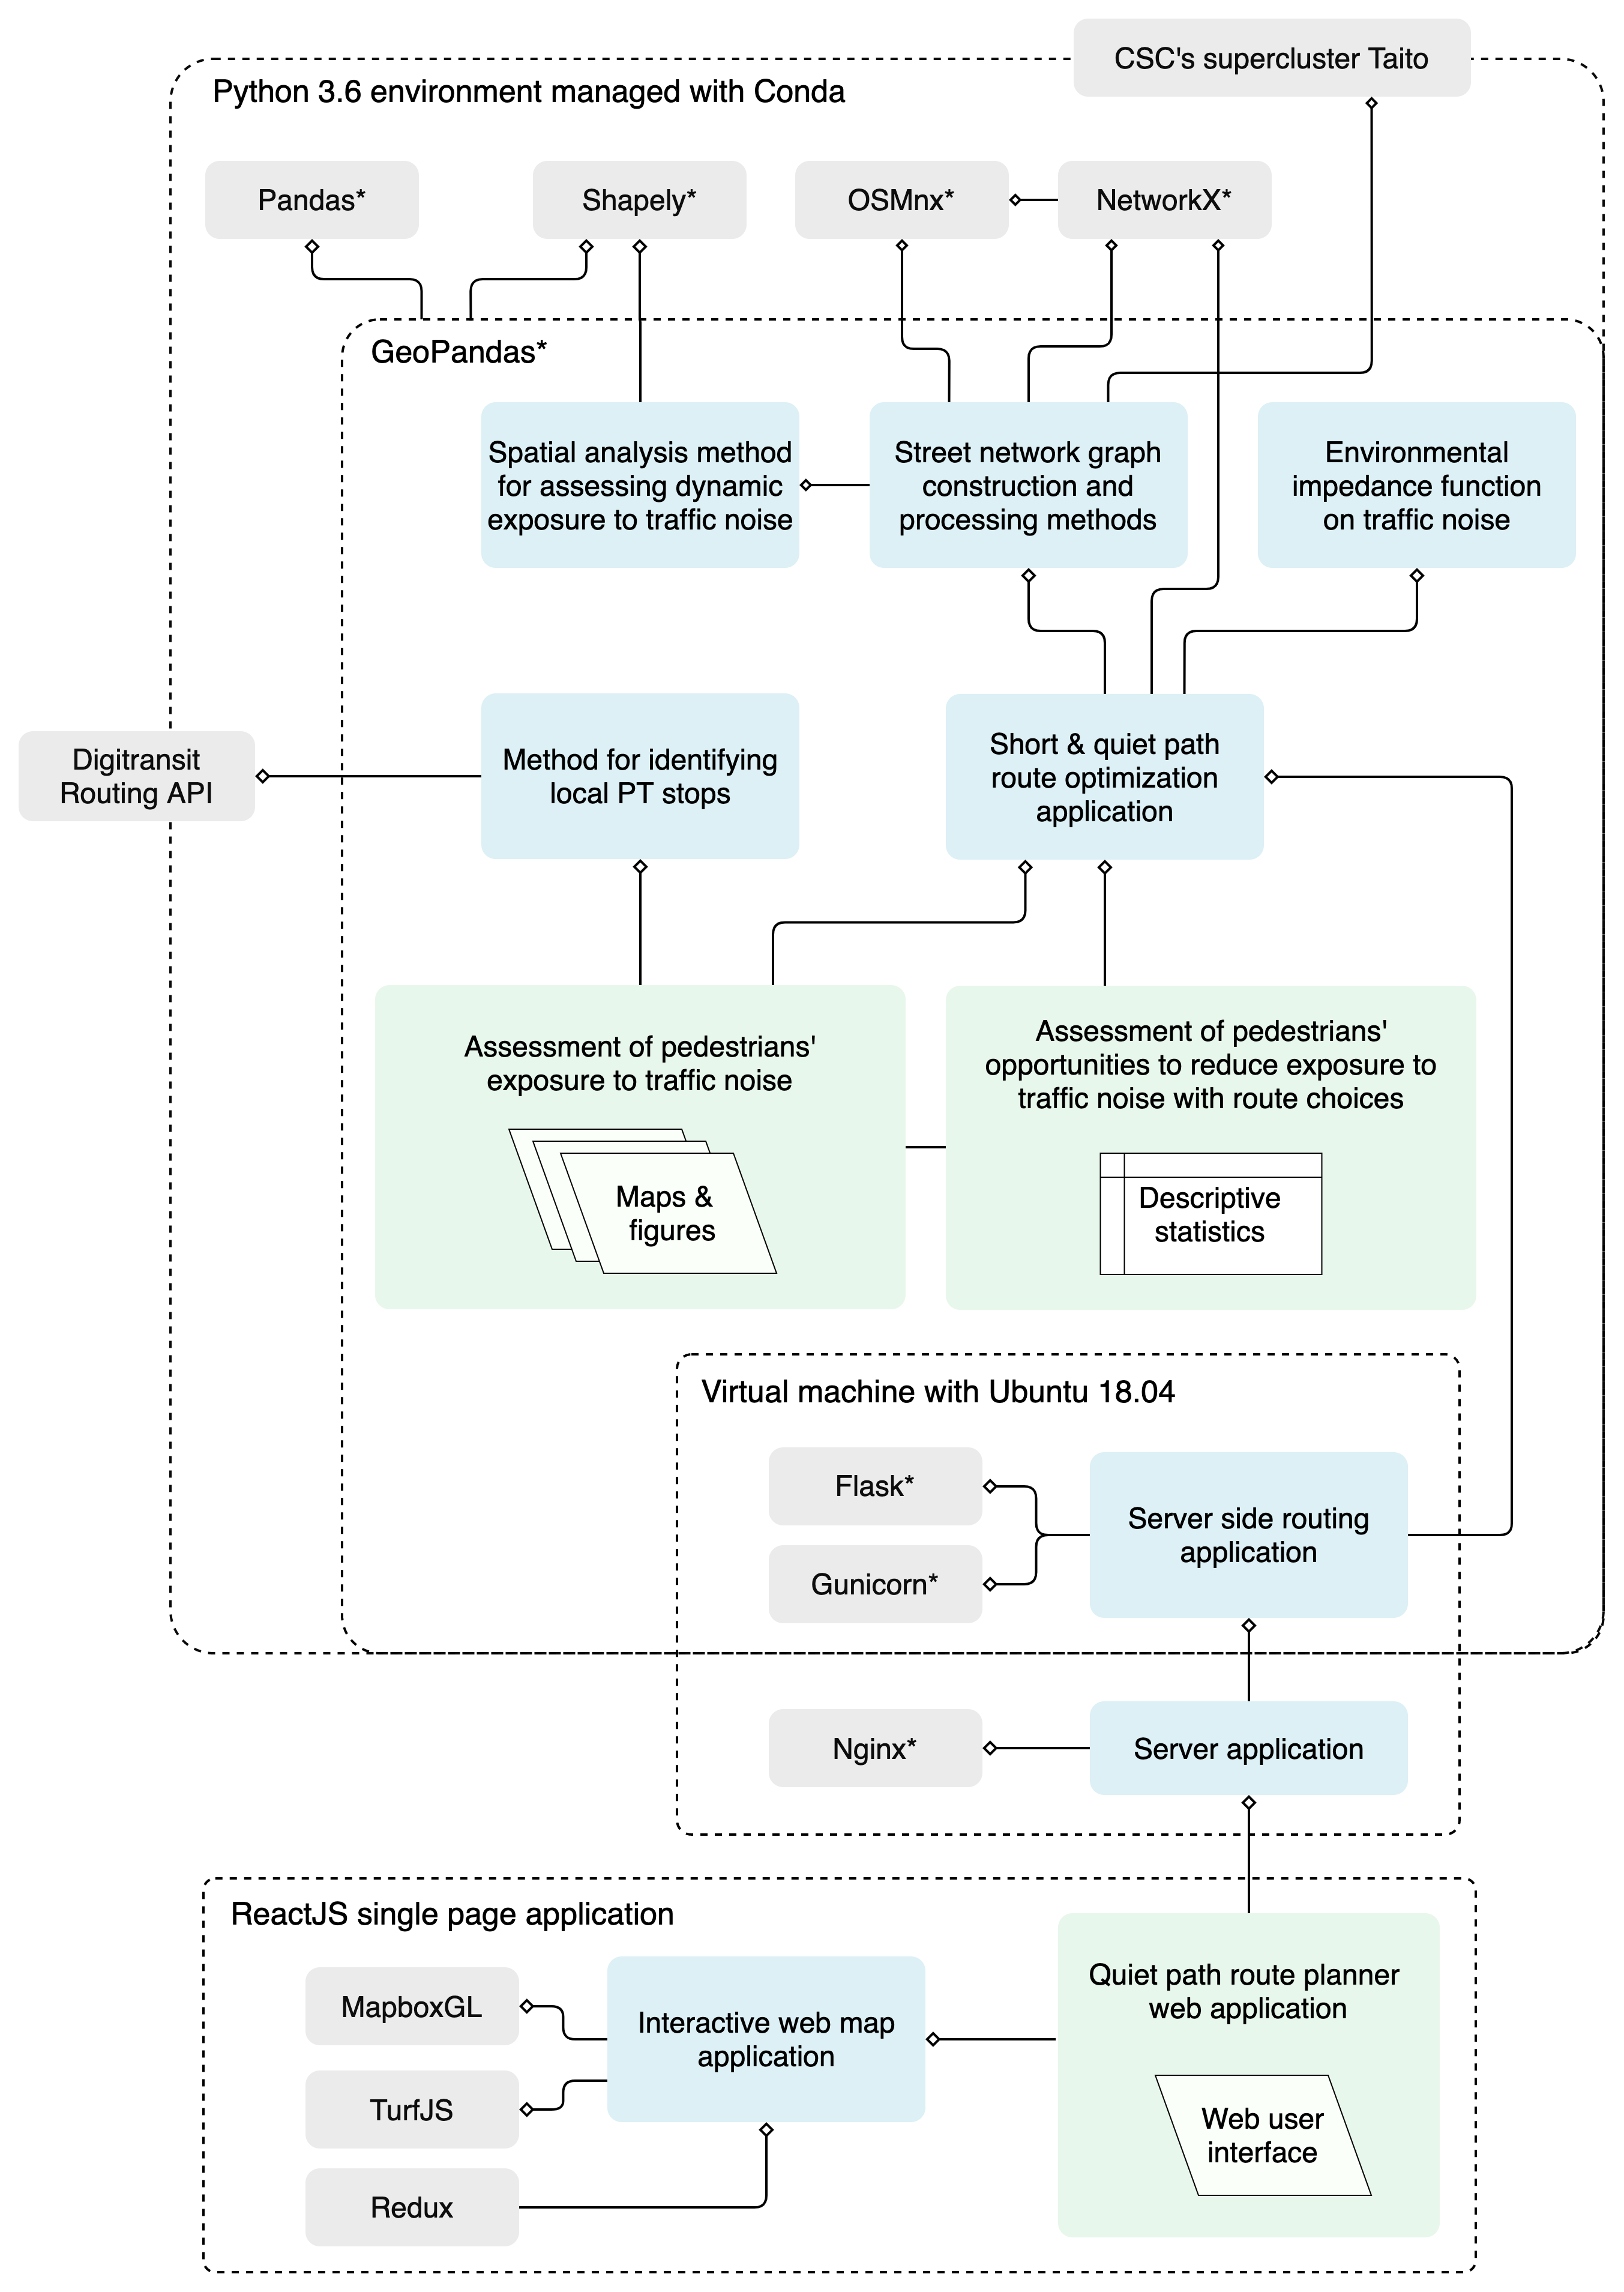 CSC's supercluster Taito
Python 3.6 environment managed with Conda
Pandas*
Shapely*
OSMnx*
NetworkX*
GeoPandas*
Spatial analysis method
for assessing dynamic
exposure to traffic noise
Street network graph
construction and
processing methods
Environmental
impedance function
on traffic noise
Digitransit
Routing API
Method for identifying
local PT stops
Short & quiet path
route optimization
application
Assessment of pedestrians'
exposure to traffic noise
Maps &
figures
Assessment of pedestrians'
opportunities to reduce exposure to
traffic noise with route choices
Descriptive
statistics
Virtual machine with Ubuntu 18.04
Flask*
Gunicorn*
Server side routing
application
Nginx*
Server application
ReactJS single page application
MapboxGL
TurfJS
Redux
Interactive web map
application
Quiet path route planner
web application
Web user
interface